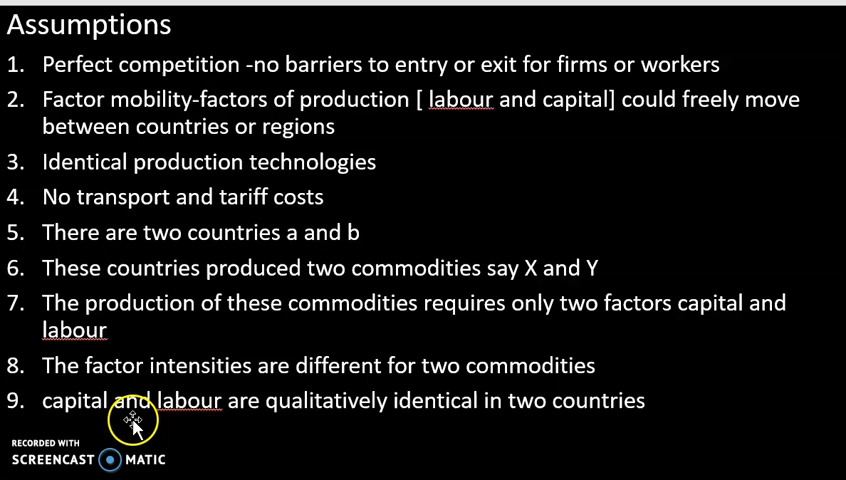 Assumptions
1. Perfect competition -no barriers to entry or exit for firms or workers
2. Factor mobility-factors of production [ labour and capital] could freely move
between countries or regions
3. Identical production technologies
4. No transport and tariff costs
5. There are two countries a and b
6. These countries produced two commodities say X and Y
7. The production of these commodities requires only two factors capital and
labour
8. The factor intensities are different for two commodities
9. capital and labour are qualitatively identical in two countries
RECORDED WITH
SCREENCAST MATIC